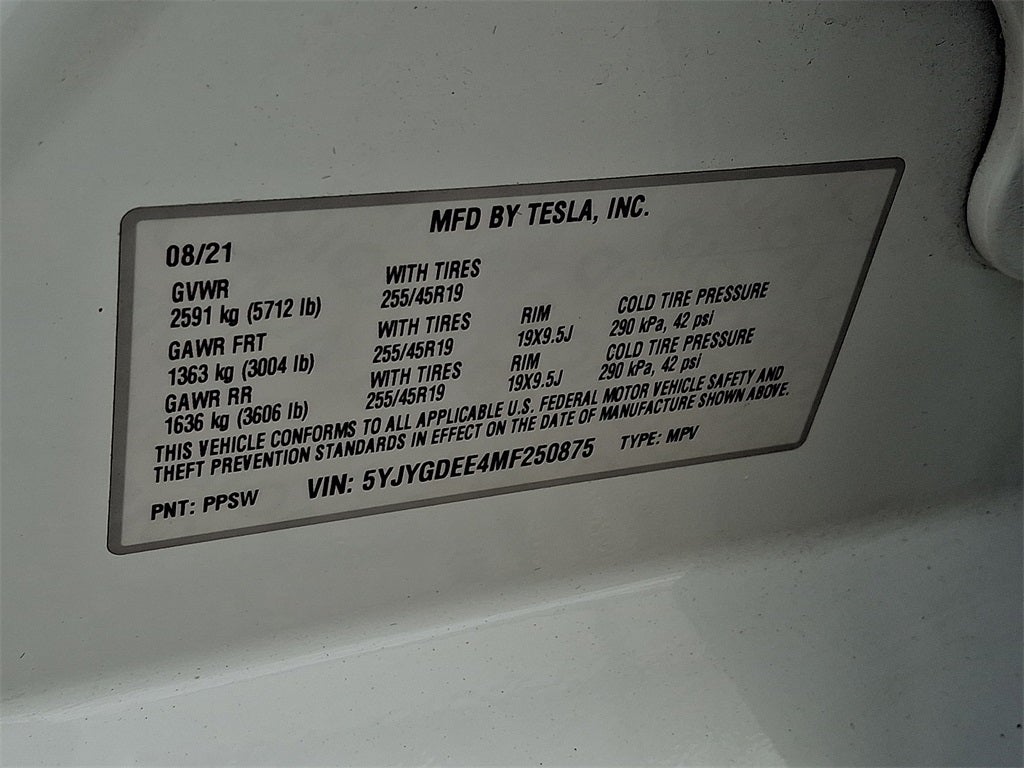 MFD BY TESLA, INC.
08/21
GVWR WITH TIRES
2591 kg (5712 lb) 255/45R19
GAWR FRT WITH TIRES RIM COLD TIRE PRESSURE
1363 kg (3004 lb) 255/45R19 19X9.5J 290 kPa, 42 psi
GAWR RR WITH TIRES RIM COLD TIRE PRESSURE
1636 kg (3606 lb) 255/45R19 19X9.5J 290 kPa, 42 psi
THIS VEHICLE CONFORMS TO ALL APPLICABLE U.S. FEDERAL MOTOR VEHICLE SAFETY AND
THEFT PREVENTION STANDARDS IN EFFECT ON THE DATE OF MANUFACTURE SHOWN ABOVE.
PNT: PPSW VIN: 5YJYGDEE4MF250875 TYPE: MPV